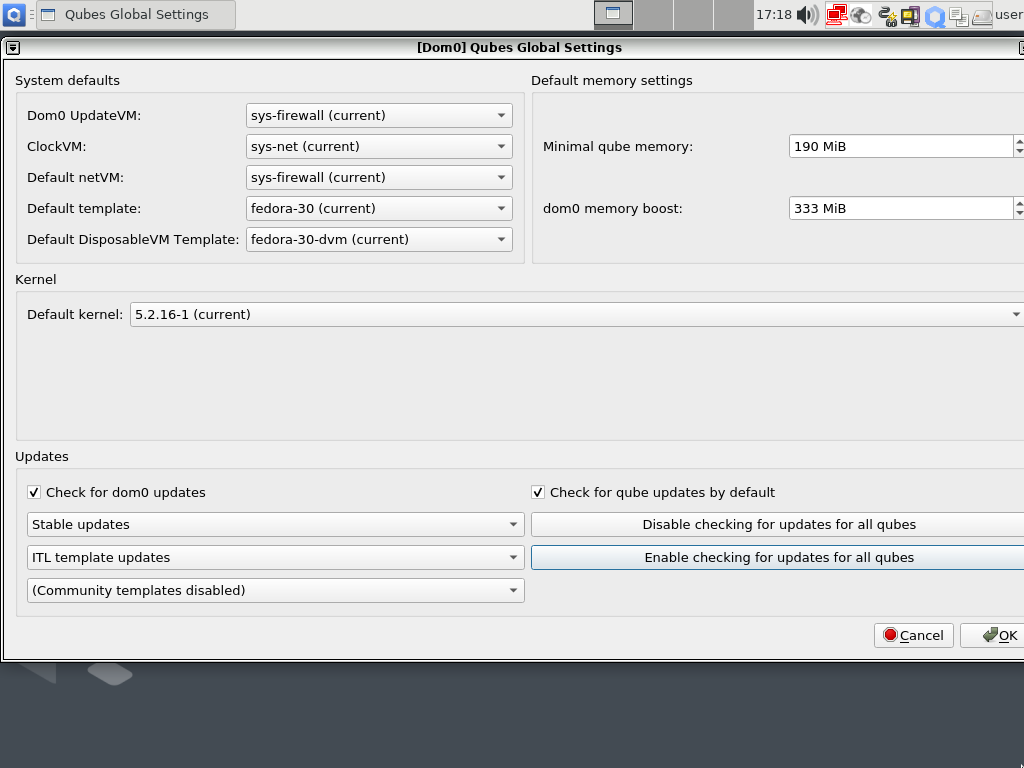 Qubes Global Settings
17:18
user
[Dom0] Qubes Global Settings
System defaults
Dom0 UpdateVM: sys-firewall (current)
ClockVM: sys-net (current)
Default netVM: sys-firewall (current)
Default template: fedora-30 (current)
Default DisposableVM Template: fedora-30-dvm (current)
Default memory settings
Minimal qube memory: 190 MiB
dom0 memory boost: 333 MiB
Kernel
Default kernel: 5.2.16-1 (current)
Updates
Check for dom0 updates
Stable updates
ITL template updates
(Community templates disabled)
Check for qube updates by default
Disable checking for updates for all qubes
Enable checking for updates for all qubes
Cancel
OK